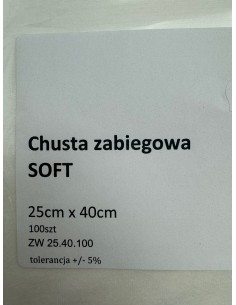 Chusta zabiegowa
SOFT
25cm x 40cm
100szt
ZW 25.40.100
tolerancja +/- 5%